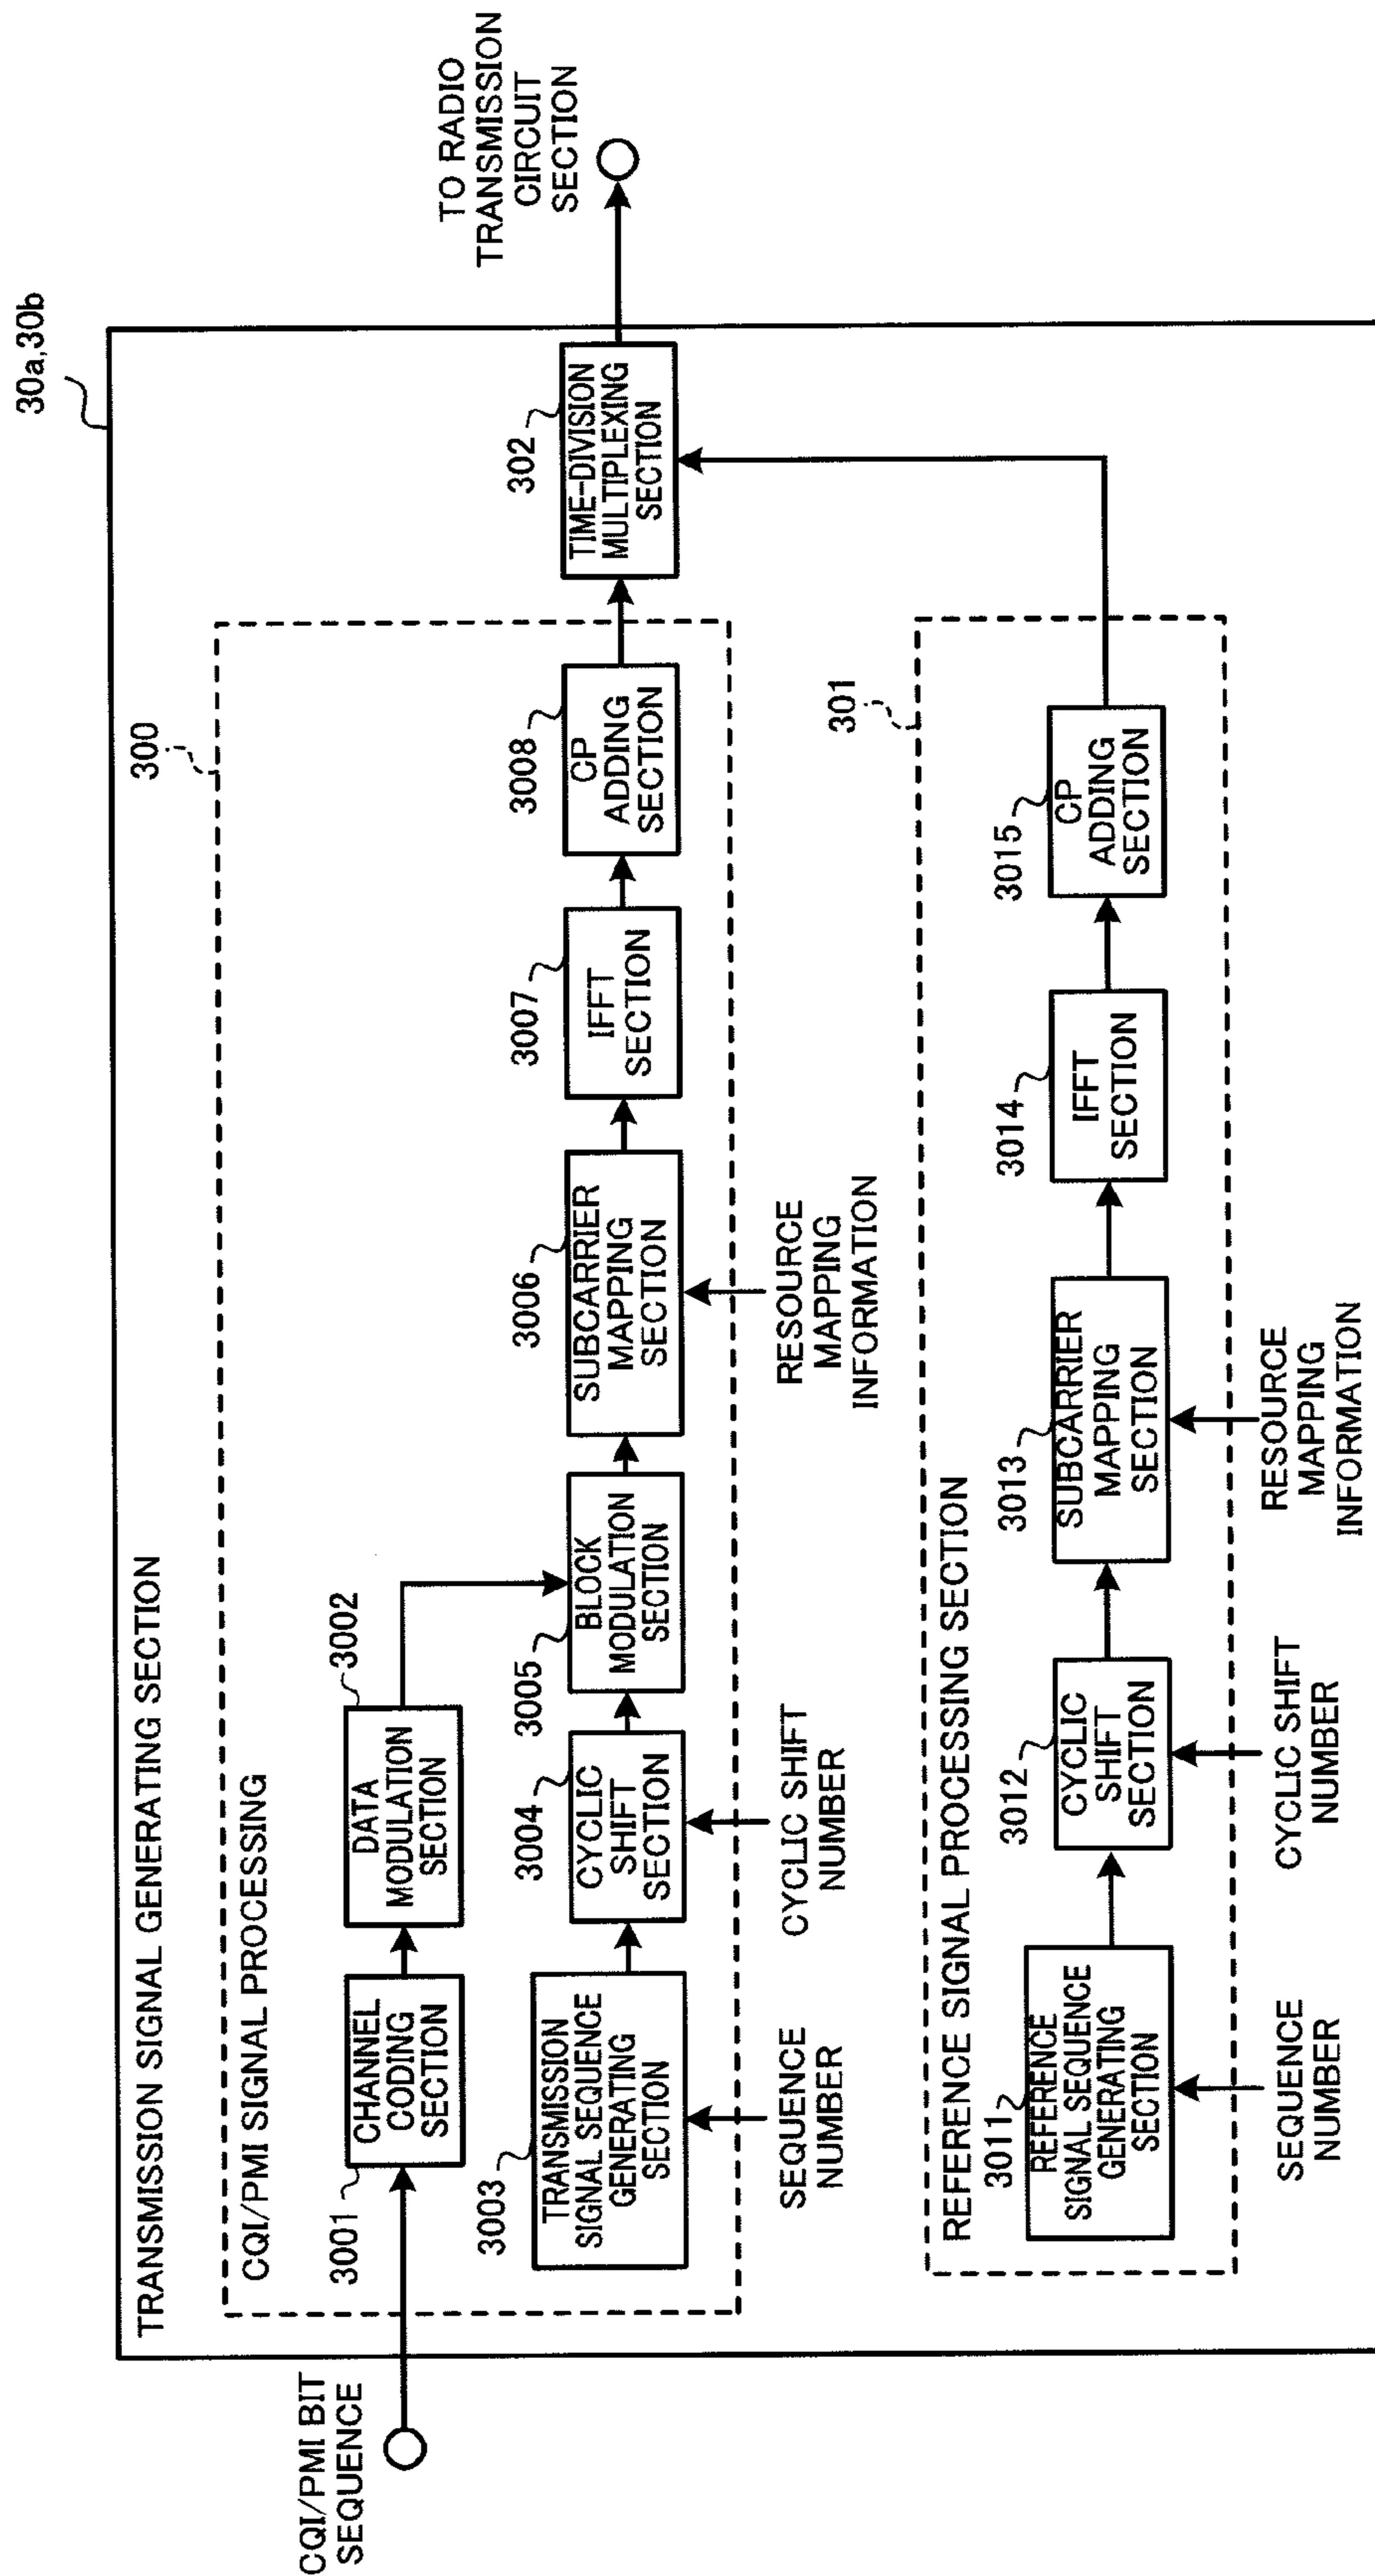 30a,30b
TRANSMISSION SIGNAL GENERATING SECTION
300
CQI/PMI SIGNAL PROCESSING
CQI/PMI BIT
SEQUENCE
3001
CHANNEL
CODING
SECTION
3002
DATA
MODULATION
SECTION
3003
TRANSMISSION
SIGNAL SEQUENCE
GENERATING
SECTION
SEQUENCE
NUMBER
3004
CYCLIC
SHIFT
SECTION
CYCLIC SHIFT
NUMBER
3005
BLOCK
MODULATION
SECTION
3006
SUBCARRIER
MAPPING
SECTION
RESOURCE
MAPPING
INFORMATION
3007
IFFT
SECTION
3008
CP
ADDING
SECTION
302
TIME-DIVISION
MULTIPLEXING
SECTION
TO RADIO
TRANSMISSION
CIRCUIT
SECTION
301
REFERENCE SIGNAL PROCESSING SECTION
3011
REFERENCE
SIGNAL SEQUENCE
GENERATING
SECTION
SEQUENCE
NUMBER
3012
CYCLIC
SHIFT
SECTION
CYCLIC SHIFT
NUMBER
3013
SUBCARRIER
MAPPING
SECTION
RESOURCE
MAPPING
INFORMATION
3014
IFFT
SECTION
3015
CP
ADDING
SECTION